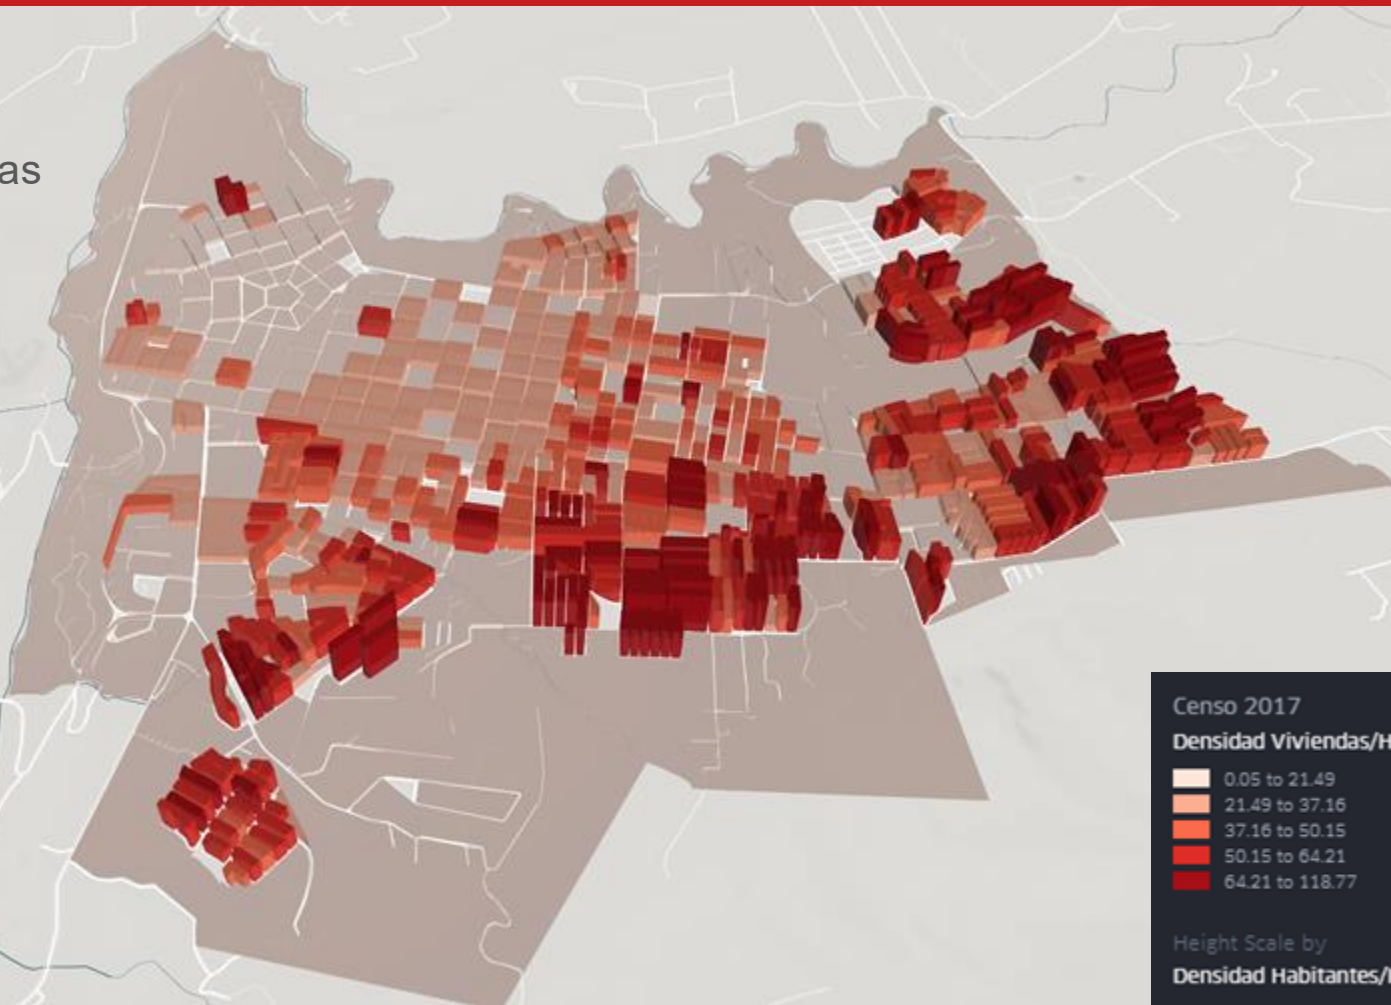 as
Censo 2017
Densidad Viviendas/H
0.05 to 21.49
21.49 to 37.16
37.16 to 50.15
50.15 to 64.21
64.21 to 118.77
Height Scale by
Densidad Habitantes/